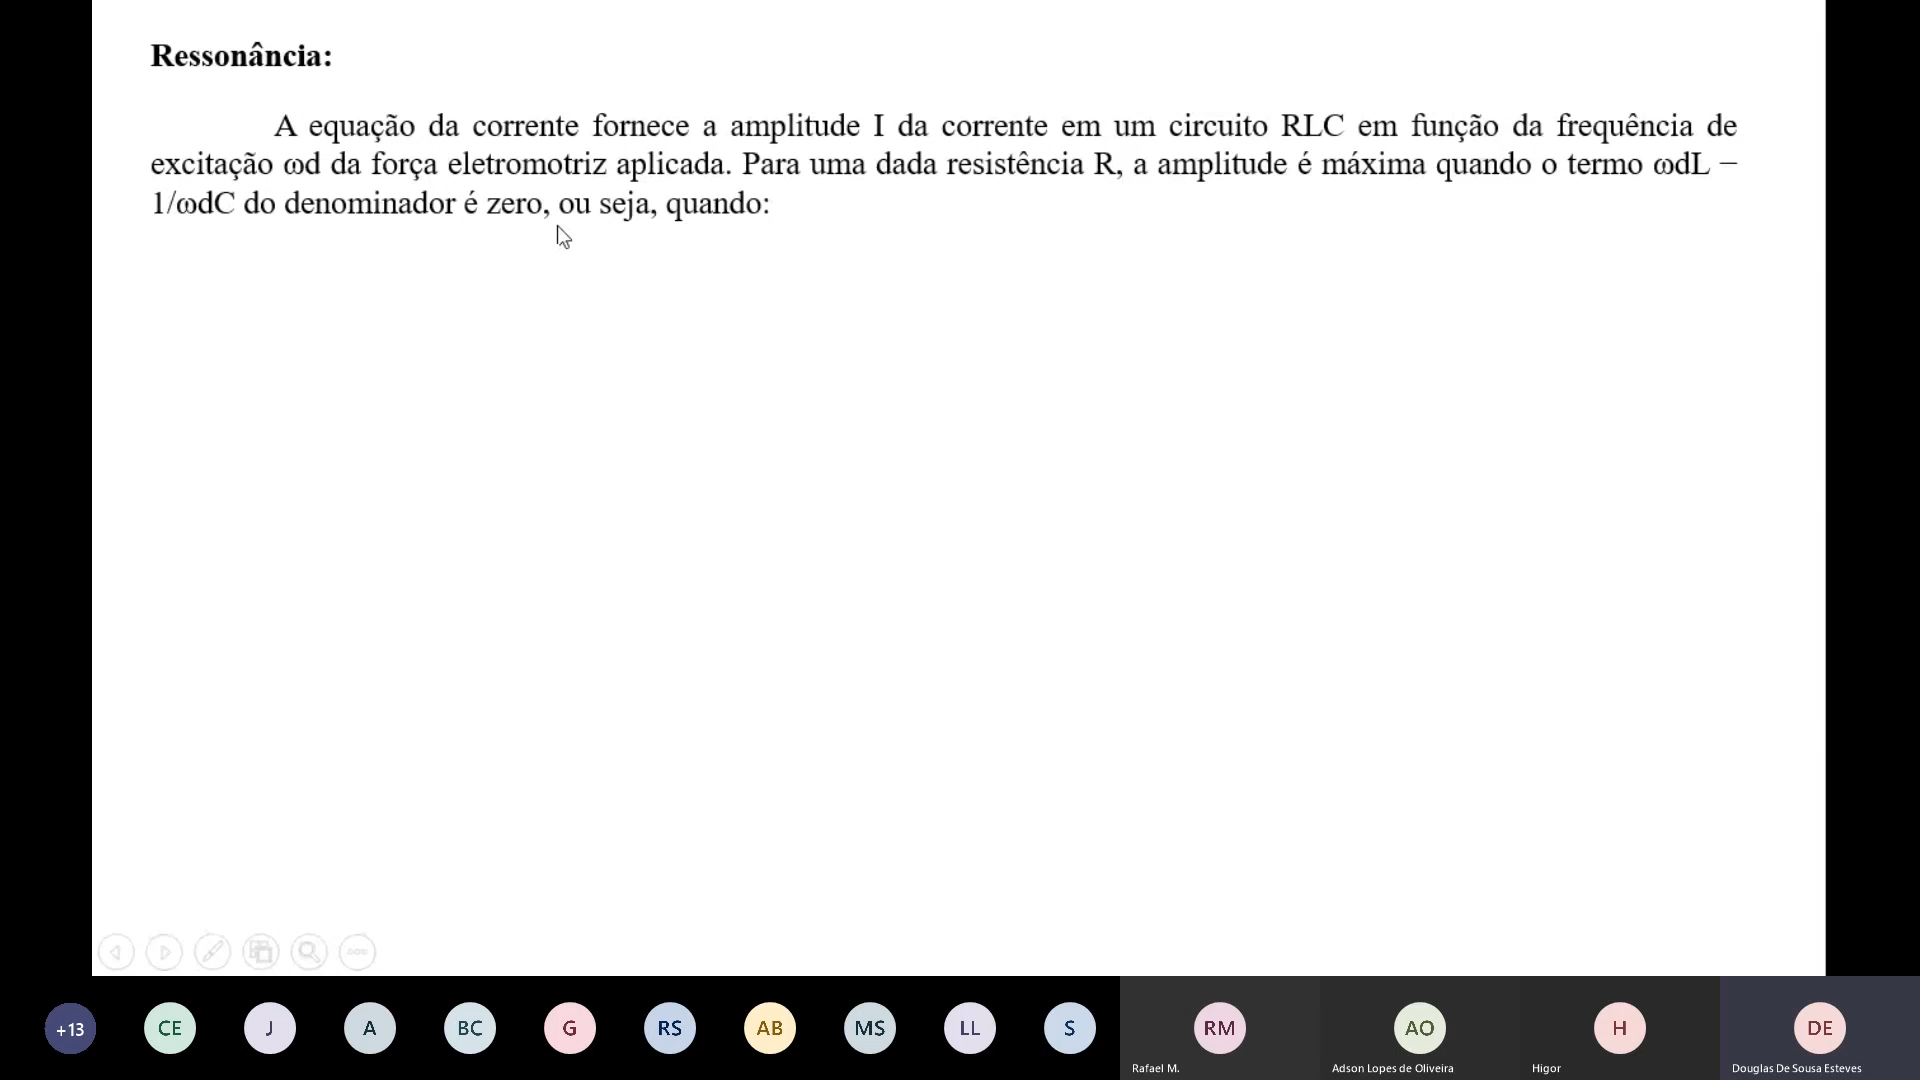 Ressonância:
A equação da corrente fornece a amplitude I da corrente em um circuito RLC em função da frequência de
excitação ωd da força eletromotriz aplicada. Para uma dada resistência R, a amplitude é máxima quando o termo ωdL −
1/ωdC do denominador é zero, ou seja, quando:
+13 CE J A BC G RS AB MS LL S RM AO H DE
Rafael M. Adson Lopes de Oliveira Higor Douglas De Sousa Esteves